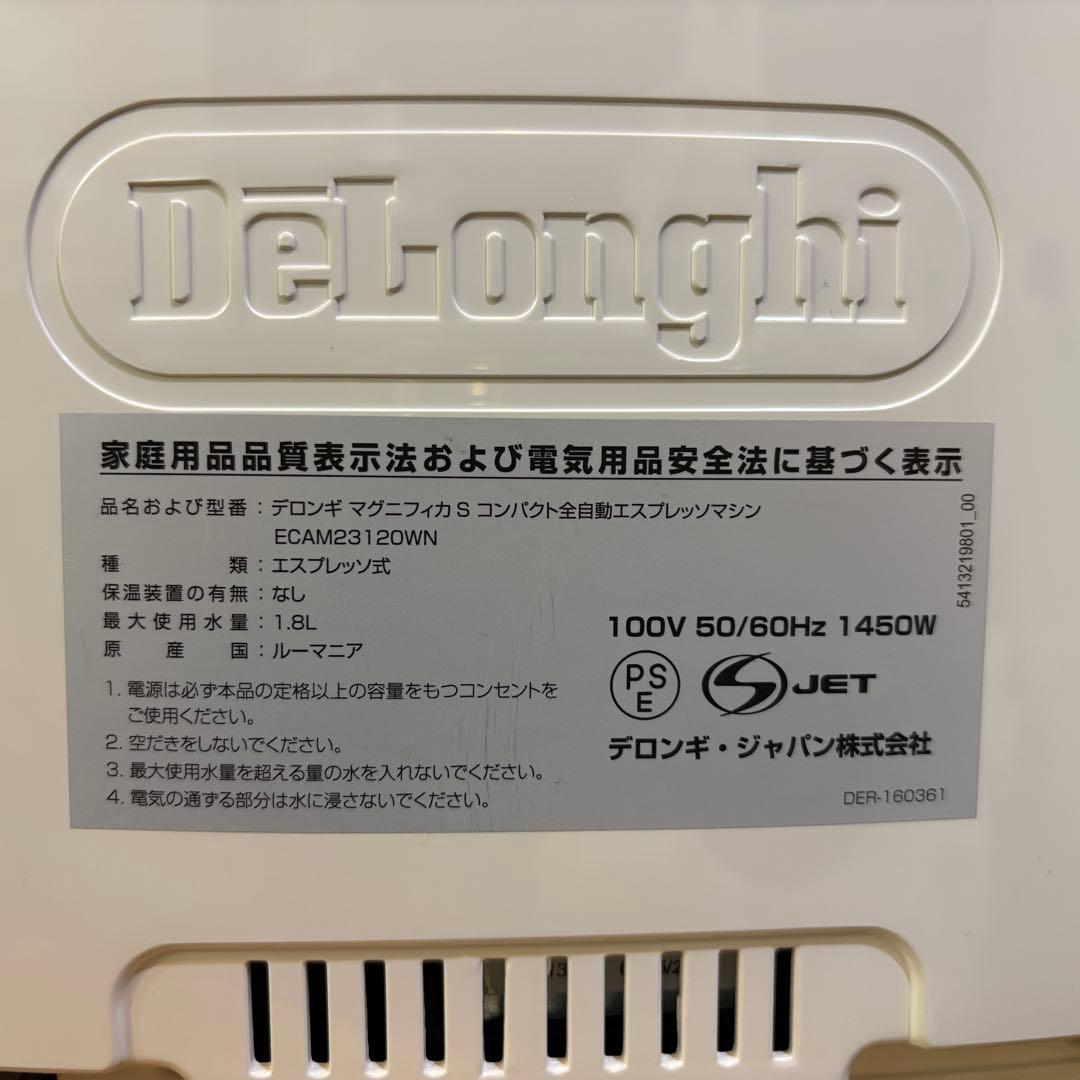 DeLonghi
家庭用品品質表示法および電気用品安全法に基づく表示
品名および型番：デロンギ マグニフィカ S コンパクト全自動エスプレッソマシン
ECAM23120WN
種類：エスプレッソ式
保温装置の有無：なし
最大使用水量：1.8L
原産国：ルーマニア
1. 電源は必ず本品の定格以上の容量をもつコンセントを
ご使用ください。
2. 空だきをしないでください。
3. 最大使用水量を超える量の水を入れないでください。
4. 電気の通ずる部分は水に浸さないでください。
100V 50/60Hz 1450W
PS
E
S JET
デロンギ・ジャパン株式会社
DER-160361
5413219801_00